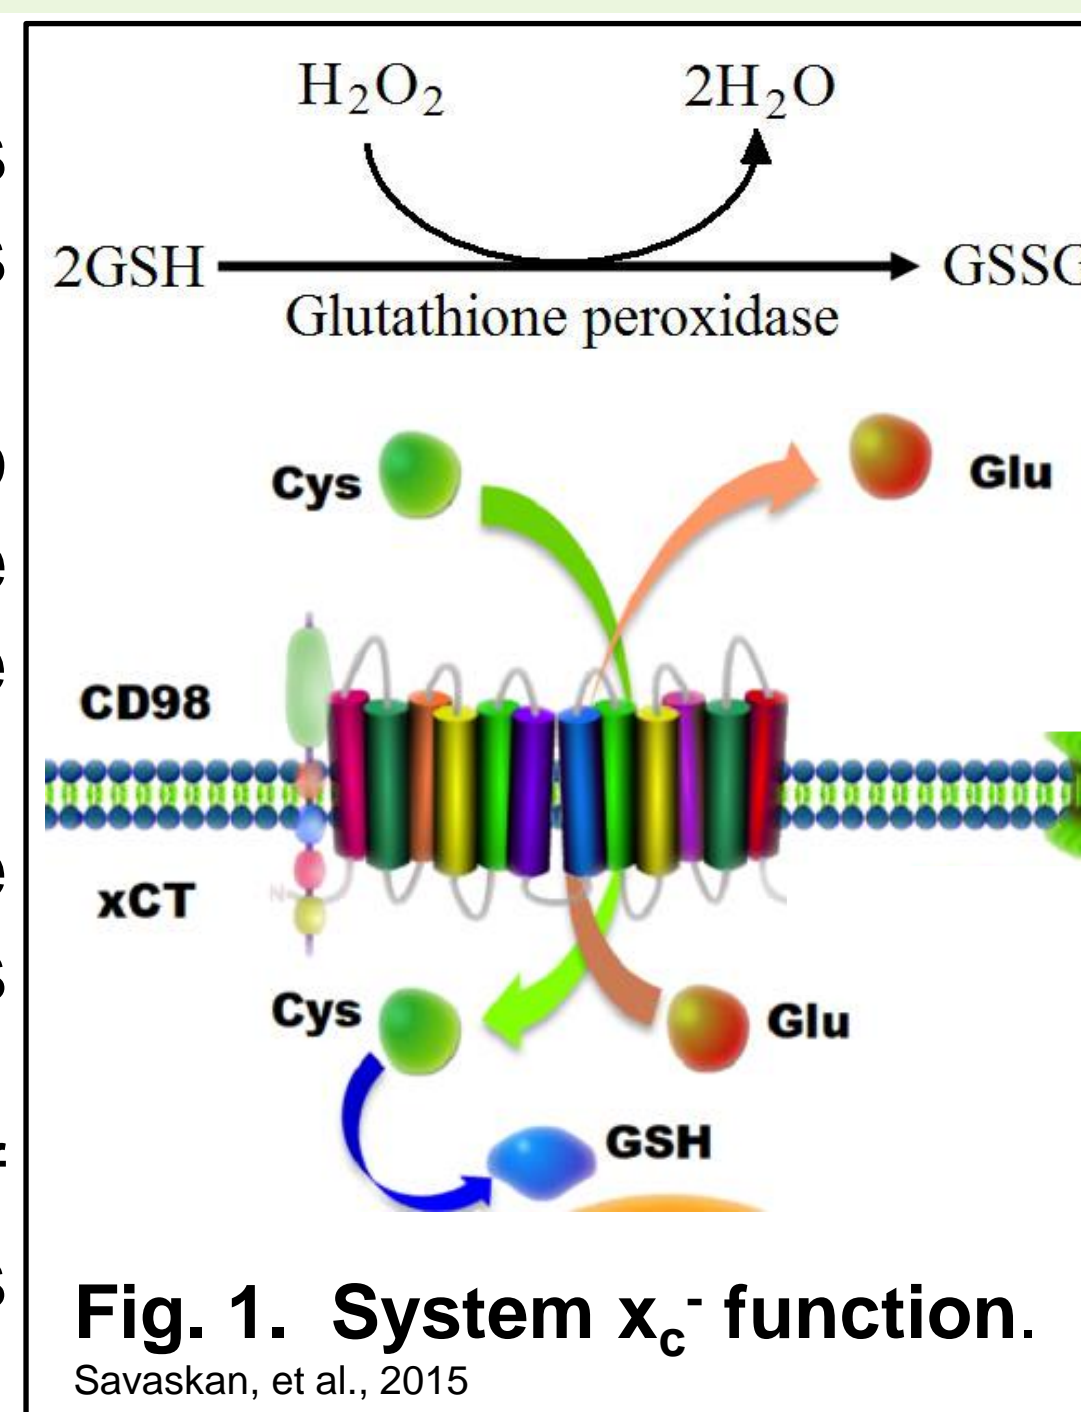 H₂O₂ 2H₂O
2GSH GSSG
Glutathione peroxidase
Cys Glu
CD98
xCT
N
Cys Glu
GSH
Fig. 1. System xc- function.
Savaskan, et al., 2015